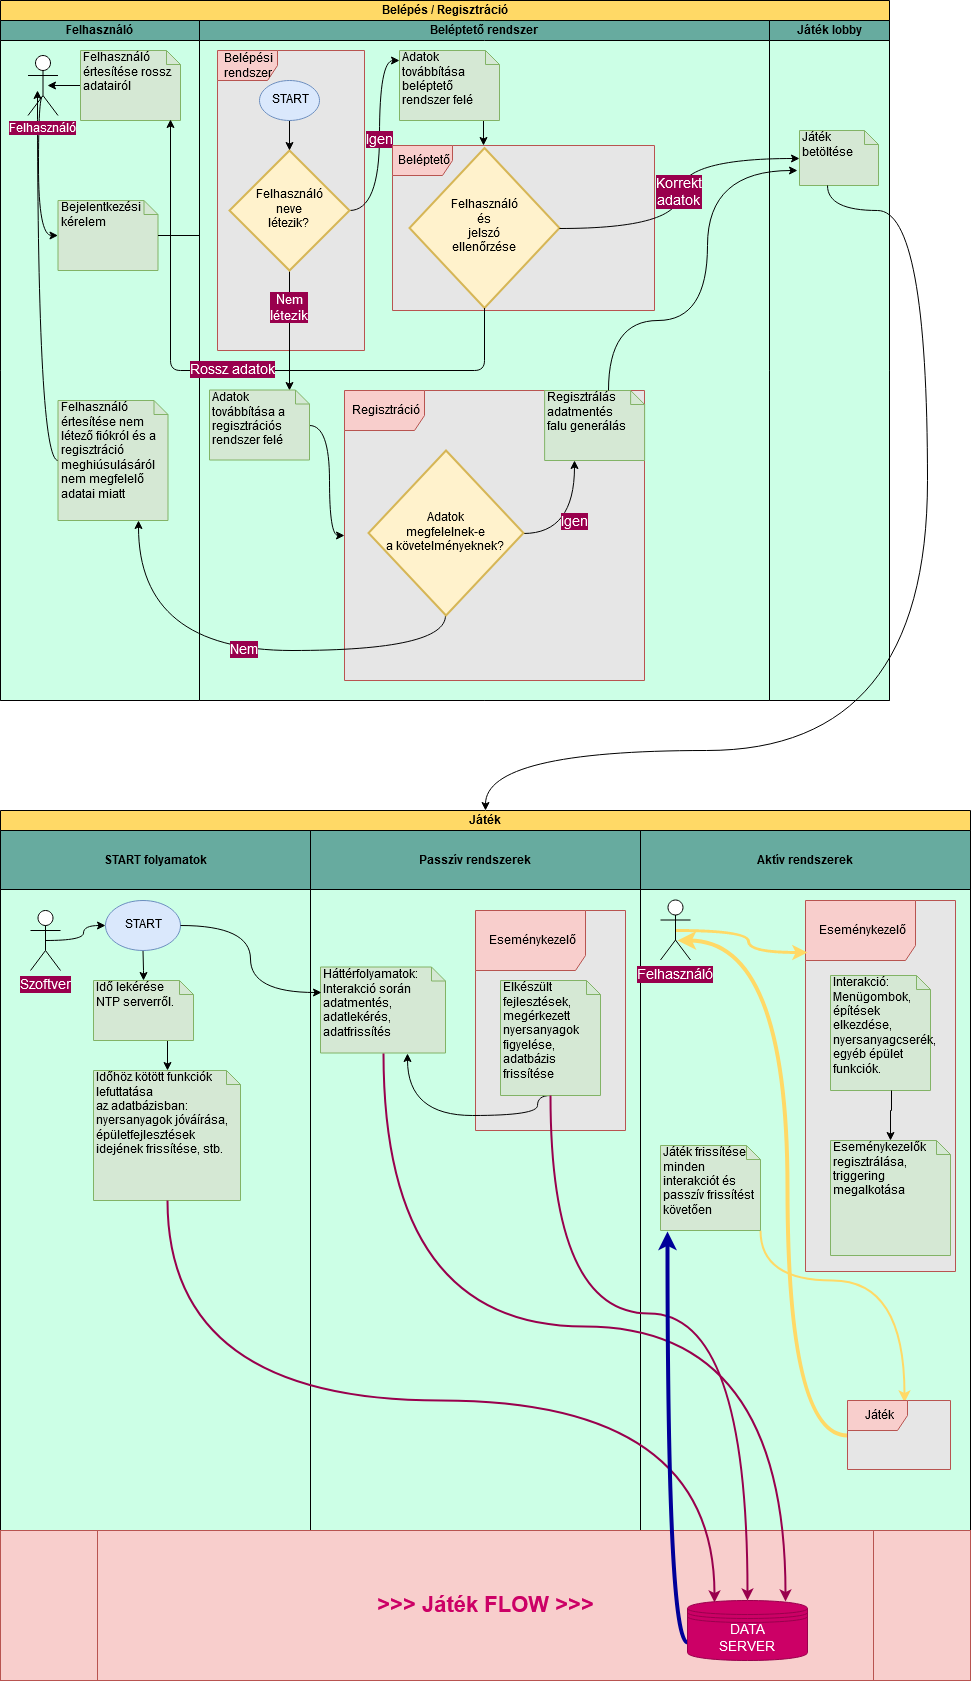 Belépés / Regisztráció
Felhasználó
Beléptető rendszer
Játék lobby
Felhasználó
értesítése rossz
adatairól
Felhasználó
Bejelentkezési
kérelem
Felhasználó
értesítése nem
létező fiókról és a
regisztráció
meghiúsulásáról
nem megfelelő
adatai miatt
Belépési
rendszer
START
Felhasználó
neve
létezik?
Igen
Nem
létezik
Adatok
továbbítása
beléptető
rendszer felé
Beléptető
Felhasználó
és
jelszó
ellenőrzése
Korrekt
adatok
Rossz adatok
Játék
betöltése
Adatok
továbbítása a
regisztrációs
rendszer felé
Regisztráció
Adatok
megfelelnek-e
a követelményeknek?
Igen
Nem
Regisztrálás
adatmentés
falu generálás
Játék
START folyamatok
Passzív rendszerek
Aktív rendszerek
Szoftver
START
Idő lekérése
NTP serverről.
Időhöz kötött funkciók
lefuttatása
az adatbázisban:
nyersanyagok jóváírása,
épületfejlesztések
idejének frissítése, stb.
Háttérfolyamatok:
Interakció során
adatmentés,
adatlekérés,
adatfrissítés
Eseménykezelő
Elkészült
fejlesztések,
megérkezett
nyersanyagok
figyelése,
adatbázis
frissítése
Felhasználó
Eseménykezelő
Interakció:
Menügombok,
építések
elkezdése,
nyersanyagcserék,
egyéb épület
funkciók.
Eseménykezelők
regisztrálása,
triggering
megalkotása
Játék frissítése
minden
interakciót és
passzív frissítést
követően
Játék
>>> Játék FLOW >>>
DATA
SERVER